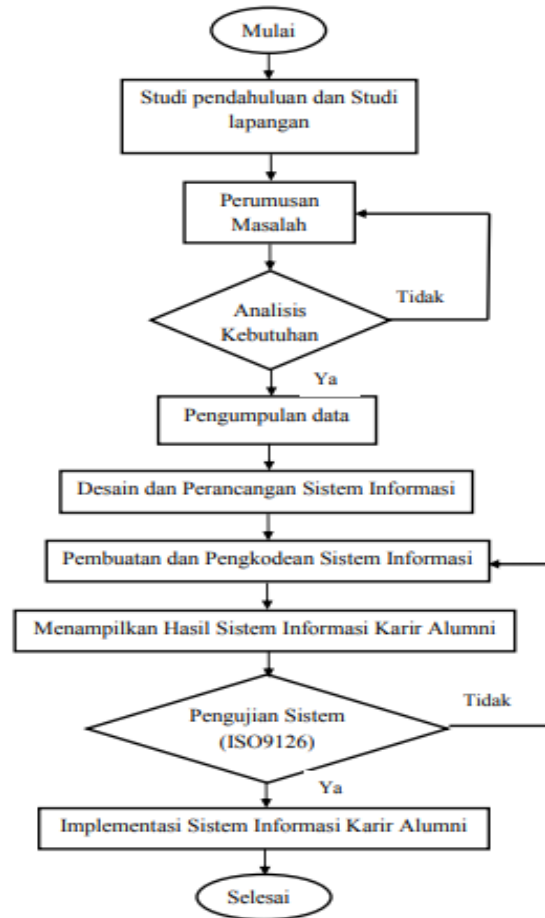 Mulai
Studi pendahuluan dan Studi
lapangan
Perumusan
Masalah
Analisis
Kebutuhan
Tidak
Ya
Pengumpulan data
Desain dan Perancangan Sistem Informasi
Pembuatan dan Pengkodean Sistem Informasi
Menampilkan Hasil Sistem Informasi Karir Alumni
Pengujian Sistem
(ISO9126)
Tidak
Ya
Implementasi Sistem Informasi Karir Alumni
Selesai